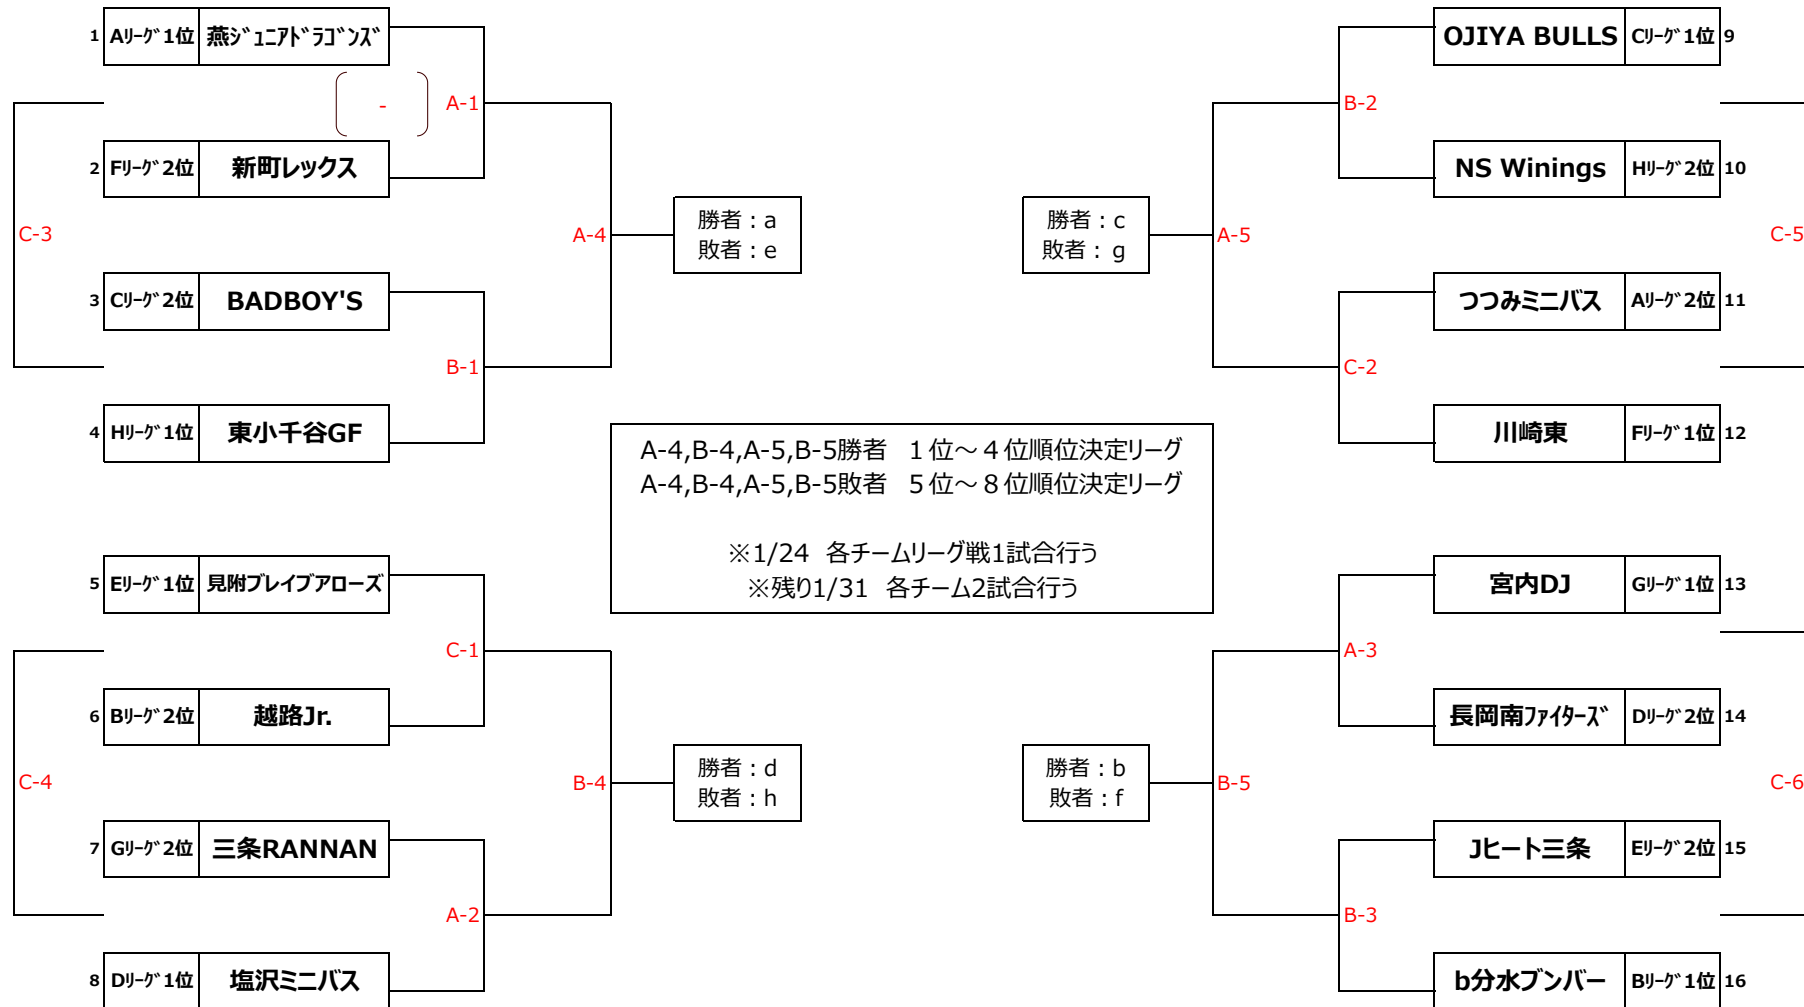 1 Aﾘｰｸﾞ1位 燕ｼﾞｭﾆｱﾄﾞﾗｺﾞﾝｽﾞ
- A-1
2 Fﾘｰｸﾞ2位 新町レックス
C-3 A-4
勝者：a
敗者：e
3 Cﾘｰｸﾞ2位 BADBOY'S
B-1
4 Hﾘｰｸﾞ1位 東小千谷GF
OJIYA BULLS Cﾘｰｸﾞ1位 9
B-2
NS Winings Hﾘｰｸﾞ2位 10
勝者：c
敗者：g
A-5 C-5
つつみミニバス Aﾘｰｸﾞ2位 11
C-2
川崎東 Fﾘｰｸﾞ1位 12
A-4,B-4,A-5,B-5勝者　１位～４位順位決定リーグ
A-4,B-4,A-5,B-5敗者　５位～８位順位決定リーグ
※1/24　各チームリーグ戦1試合行う
※残り1/31　各チーム2試合行う
5 Eﾘｰｸﾞ1位 見附ブレイブアローズ
C-1
6 Bﾘｰｸﾞ2位 越路Jr.
C-4 B-4
勝者：d
敗者：h
7 Gﾘｰｸﾞ2位 三条RANNAN
A-2
8 Dﾘｰｸﾞ1位 塩沢ミニバス
宮内DJ Gﾘｰｸﾞ1位 13
A-3
長岡南ﾌｧｲﾀｰｽﾞ Dﾘｰｸﾞ2位 14
勝者：b
敗者：f
B-5 C-6
Jヒート三条 Eﾘｰｸﾞ2位 15
B-3
b分水ブンバー Bﾘｰｸﾞ1位 16